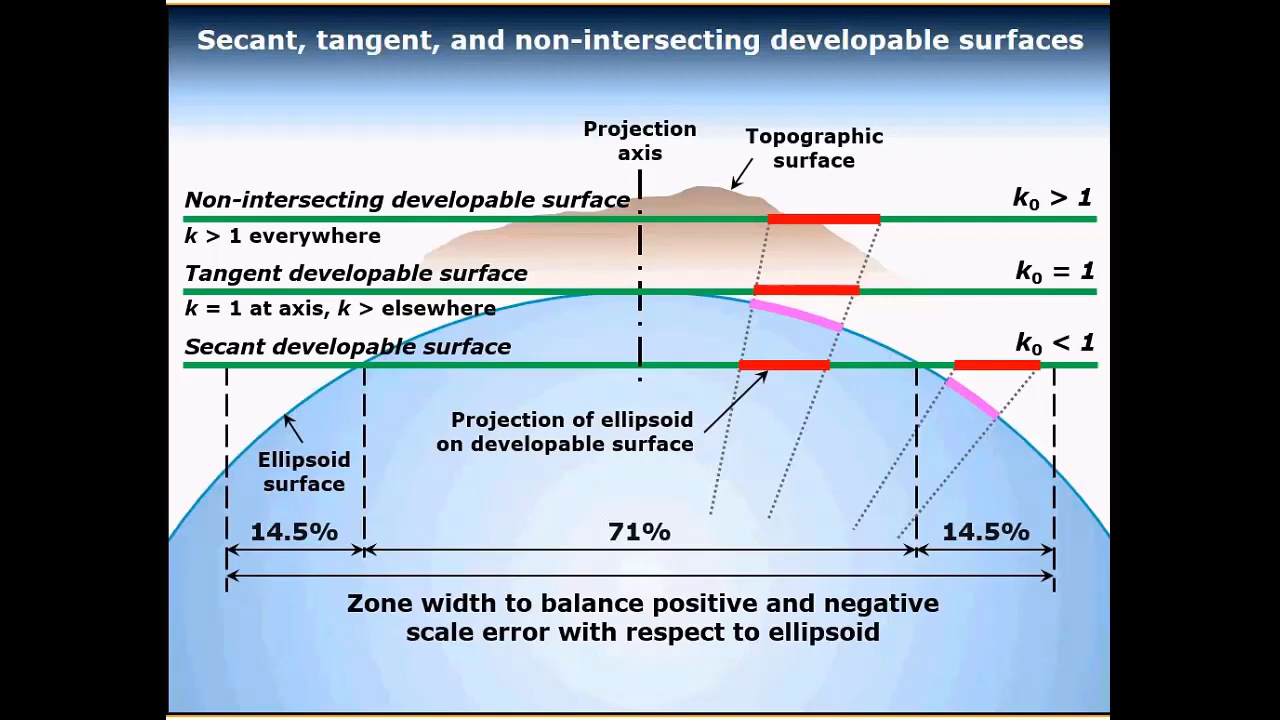 Secant, tangent, and non-intersecting developable surfaces
Projection
axis
Topographic
surface
Non-intersecting developable surface
k₀ > 1
k > 1 everywhere
Tangent developable surface
k₀ = 1
k = 1 at axis, k > elsewhere
Secant developable surface
k₀ < 1
Projection of ellipsoid
on developable surface
Ellipsoid
surface
14.5%
71%
14.5%
Zone width to balance positive and negative
scale error with respect to ellipsoid